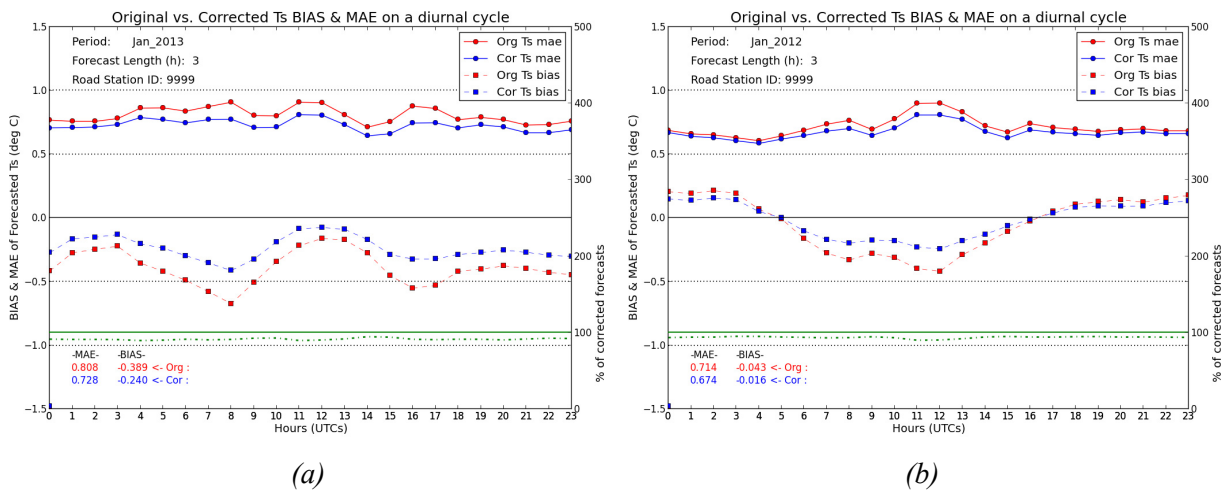 Original vs. Corrected Ts BIAS & MAE on a diurnal cycle
Period: Jan_2013
Forecast Length (h): 3
Road Station ID: 9999
Org Ts mae
Cor Ts mae
Org Ts bias
Cor Ts bias
BIAS & MAE of Forecasted Ts (deg C)
1.5
1.0
0.5
0.0
−0.5
−1.0
−1.5
500
400
300
200
100
0
% of corrected forecasts
-MAE- -BIAS-
0.808 -0.389 <- Org :
0.728 -0.240 <- Cor :
0 1 2 3 4 5 6 7 8 9 10 11 12 13 14 15 16 17 18 19 20 21 22 23
Hours (UTCs)
(a)
Original vs. Corrected Ts BIAS & MAE on a diurnal cycle
Period: Jan_2012
Forecast Length (h): 3
Road Station ID: 9999
Org Ts mae
Cor Ts mae
Org Ts bias
Cor Ts bias
BIAS & MAE of Forecasted Ts (deg C)
1.5
1.0
0.5
0.0
−0.5
−1.0
−1.5
500
400
300
200
100
0
% of corrected forecasts
-MAE- -BIAS-
0.714 -0.043 <- Org :
0.674 -0.016 <- Cor :
0 1 2 3 4 5 6 7 8 9 10 11 12 13 14 15 16 17 18 19 20 21 22 23
Hours (UTCs)
(b)